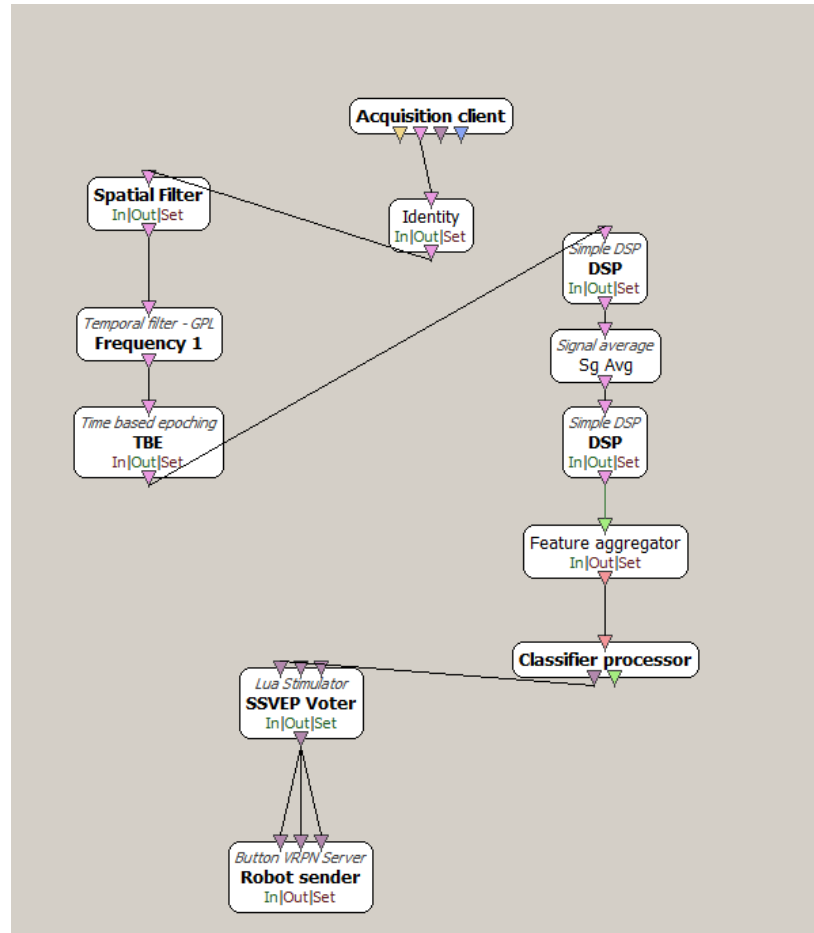 Acquisition client
Identity
In|Out|Set
Spatial Filter
In|Out|Set
Temporal filter - GPL
Frequency 1
Time based epoching
TBE
In|Out|Set
Simple DSP
DSP
In|Out|Set
Signal average
Sg Avg
Simple DSP
DSP
In|Out|Set
Feature aggregator
In|Out|Set
Classifier processor
Lua Stimulator
SSVEP Voter
In|Out|Set
Button VRPN Server
Robot sender
In|Out|Set